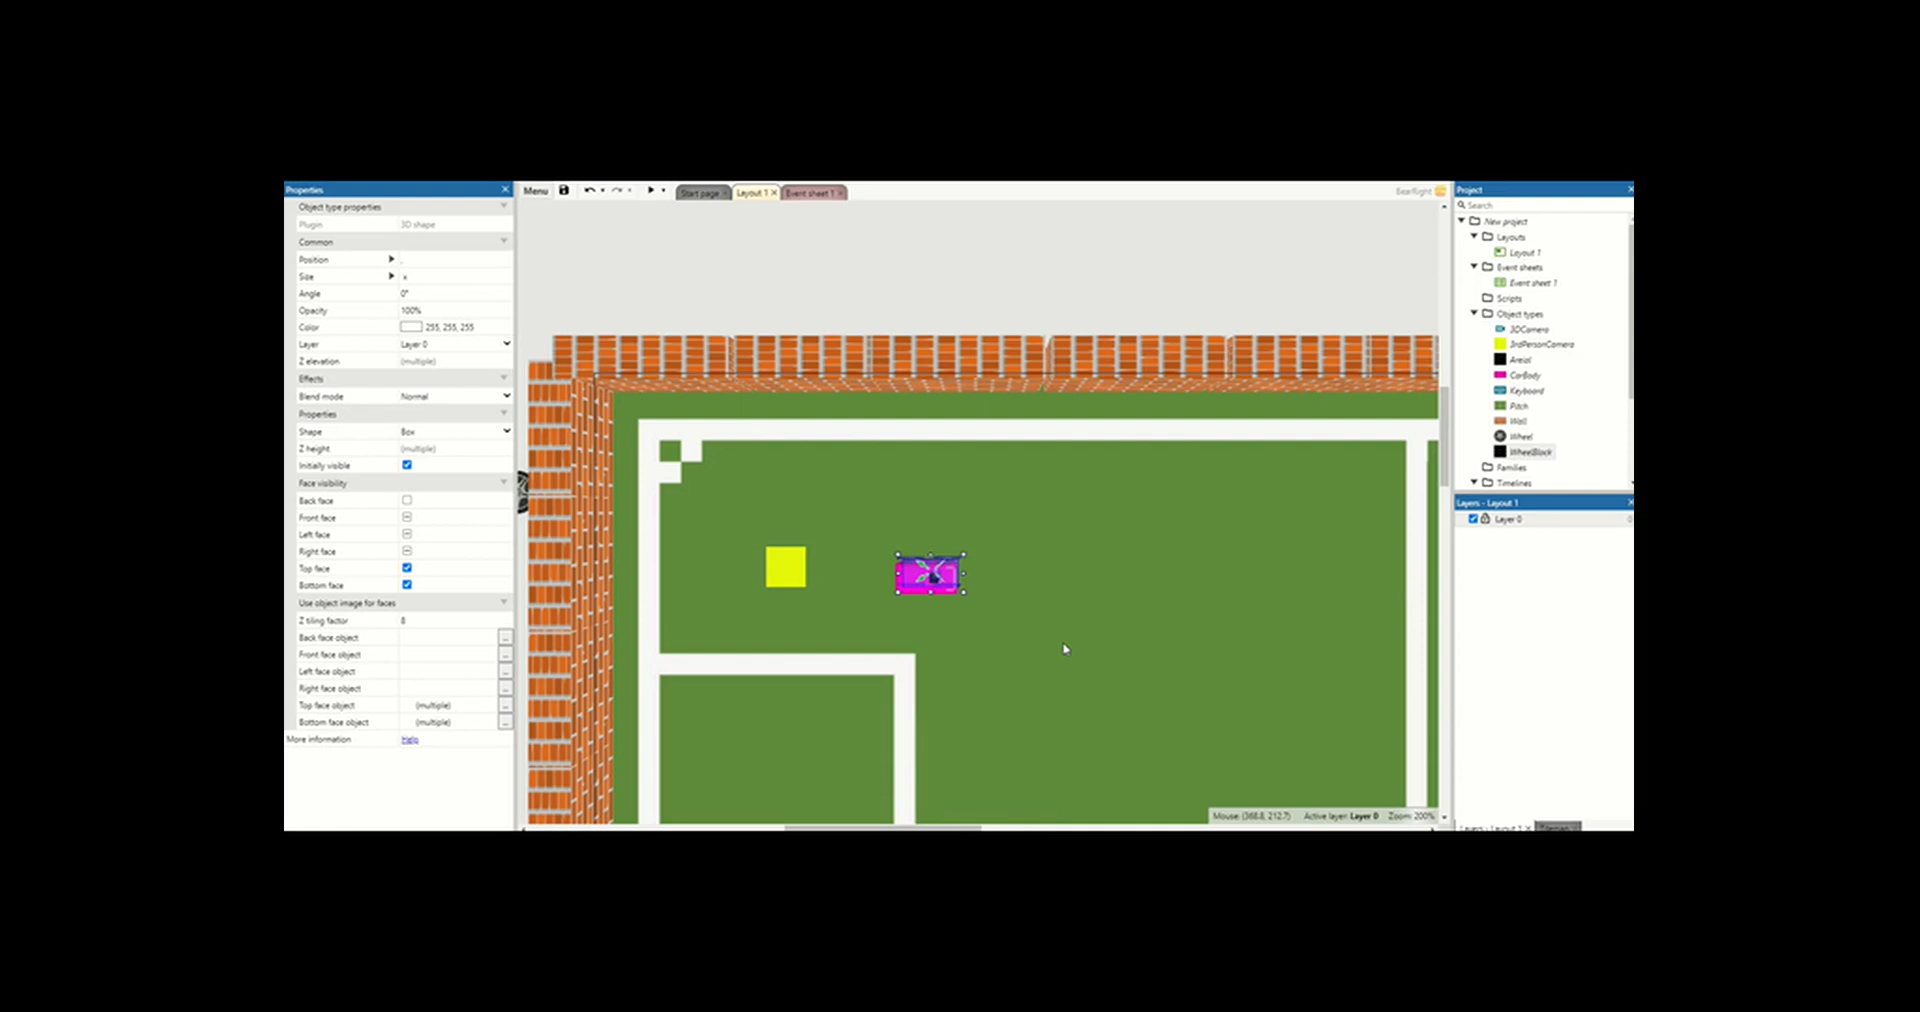 Properties
Object type properties
Plugin 3D shape
Common
Position
Size x
Angle 0°
Opacity 100%
Color 255, 255, 255
Layer Layer 0
Z elevation (multiple)
Effects
Blend mode Normal
Properties
Shape Box
Z height (multiple)
Initially visible
Face visibility
Back face
Front face
Left face
Right face
Top face
Bottom face
Use object image for faces
Z tiling factor 8
Back face object ...
Front face object ...
Left face object ...
Right face object ...
Top face object (multiple) ...
Bottom face object (multiple) ...
More information Help
Menu Start page Layout 1 Event sheet 1 BearRight
Mouse: (368.8, 212.7) Active layer: Layer 0 Zoom: 200%
Project
Search
New project
Layouts
Layout 1
Event sheets
Event sheet 1
Scripts
Object types
3DCamera
3rdPersonCamera
Areial
CarBody
Keyboard
Pitch
Wall
Wheel
WheelBlock
Families
Timelines
Layers - Layout 1
Layer 0
0
Layers - Layout 1